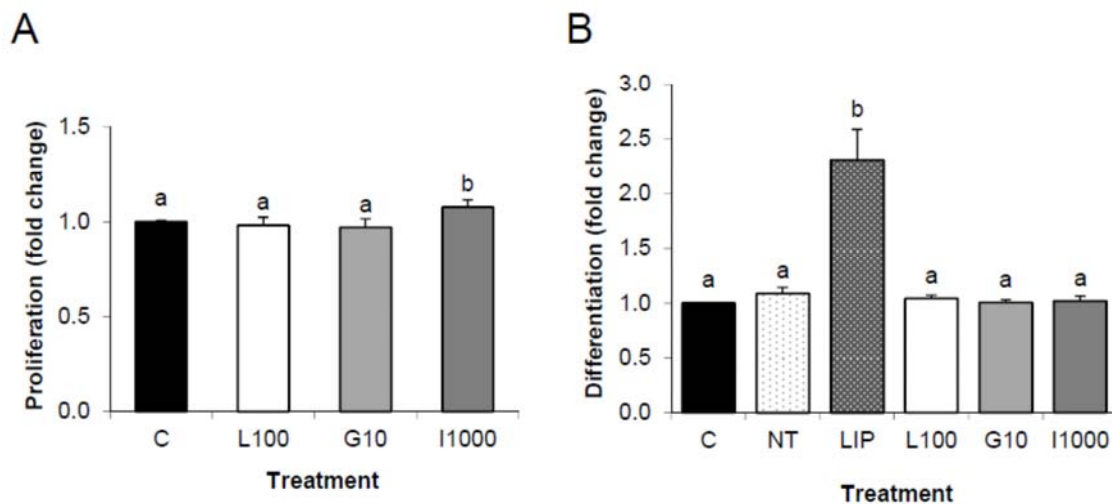 A
Proliferation (fold change)
1.5
1.0
0.5
0.0
a
a
a
b
C
L100
G10
I1000
Treatment
B
Differentiation (fold change)
3.0
2.5
2.0
1.5
1.0
0.5
0.0
a
a
b
a
a
a
C
NT
LIP
L100
G10
I1000
Treatment